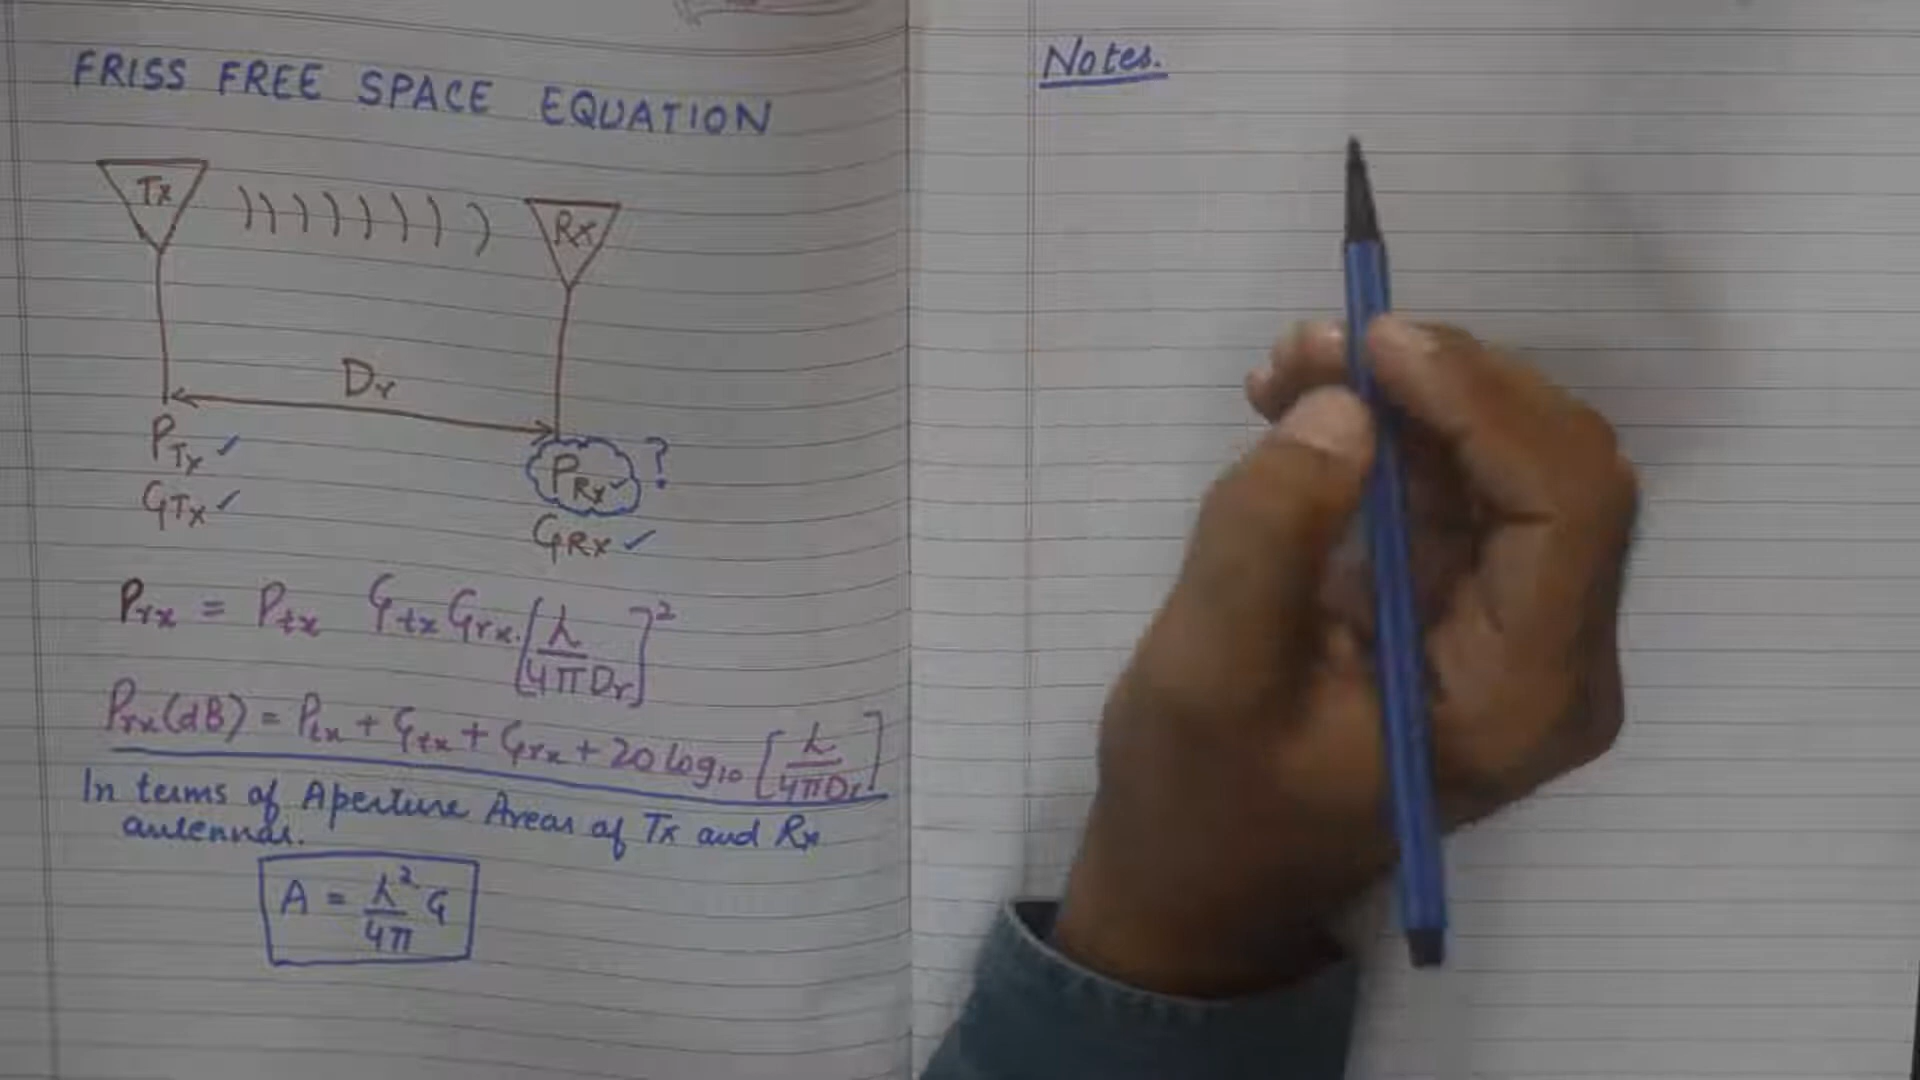 FRISS FREE SPACE EQUATION
Tx
Rx
Dr
PTx ✓
GTx ✓
PRx ?
GRx ✓
Prx = Ptx Gtx Grx. [λ/4πDr]²
Prx(dB) = Ptx + Gtx + Grx + 20 log10 [λ/4πDr]
In terms of Aperture Areas of Tx and Rx
antennas.
A = λ²/4π G
Notes.